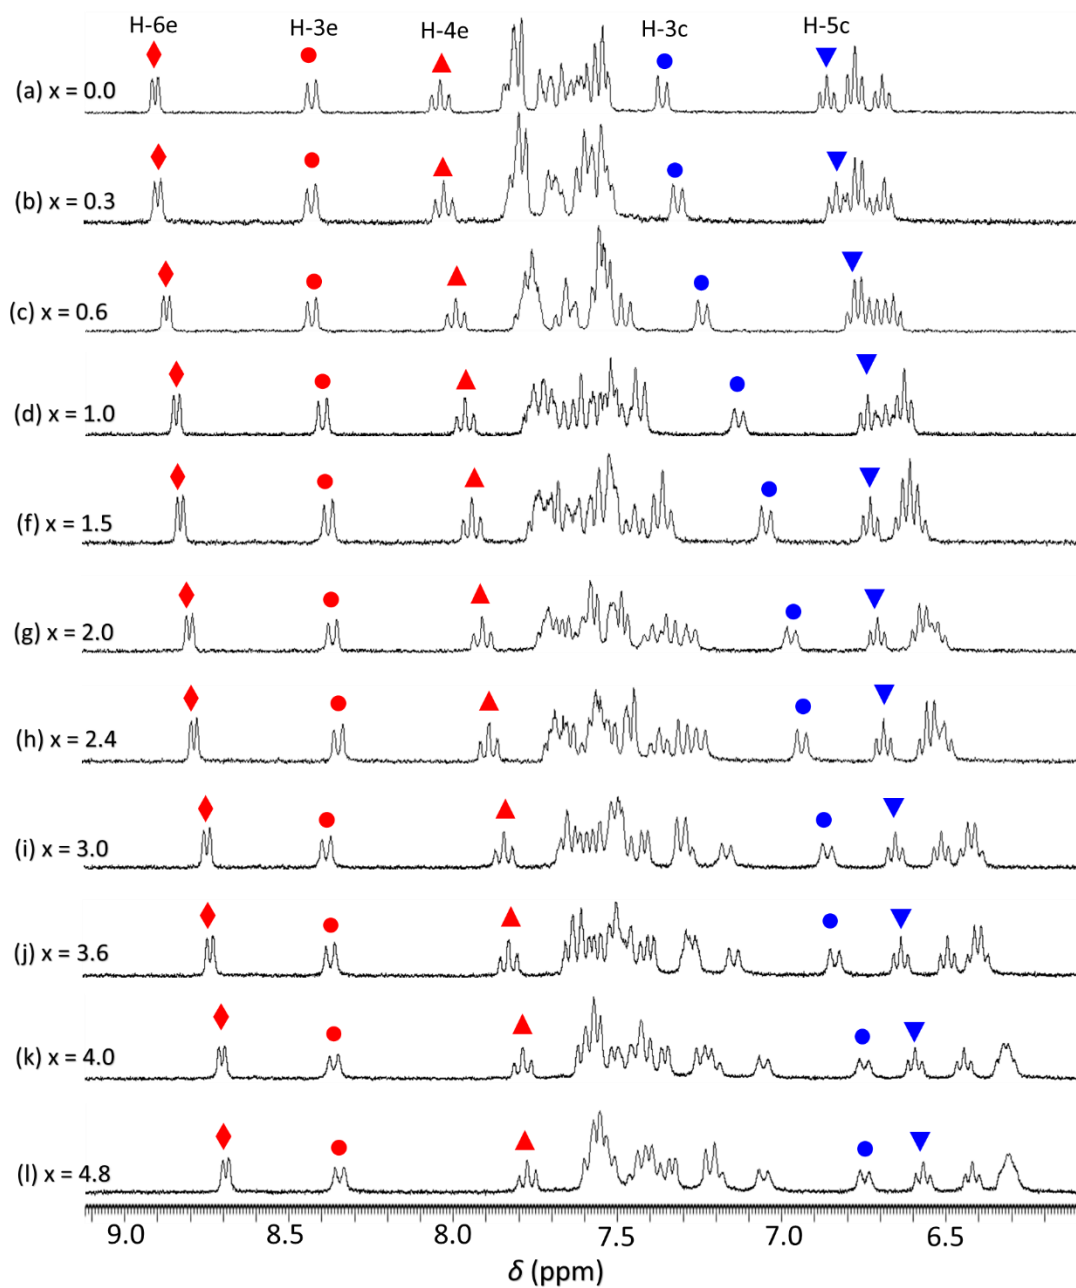 H-6e H-3e H-4e H-3c H-5c
(a) x = 0.0
(b) x = 0.3
(c) x = 0.6
(d) x = 1.0
(f) x = 1.5
(g) x = 2.0
(h) x = 2.4
(i) x = 3.0
(j) x = 3.6
(k) x = 4.0
(l) x = 4.8
9.0 8.5 8.0 7.5 7.0 6.5
δ (ppm)